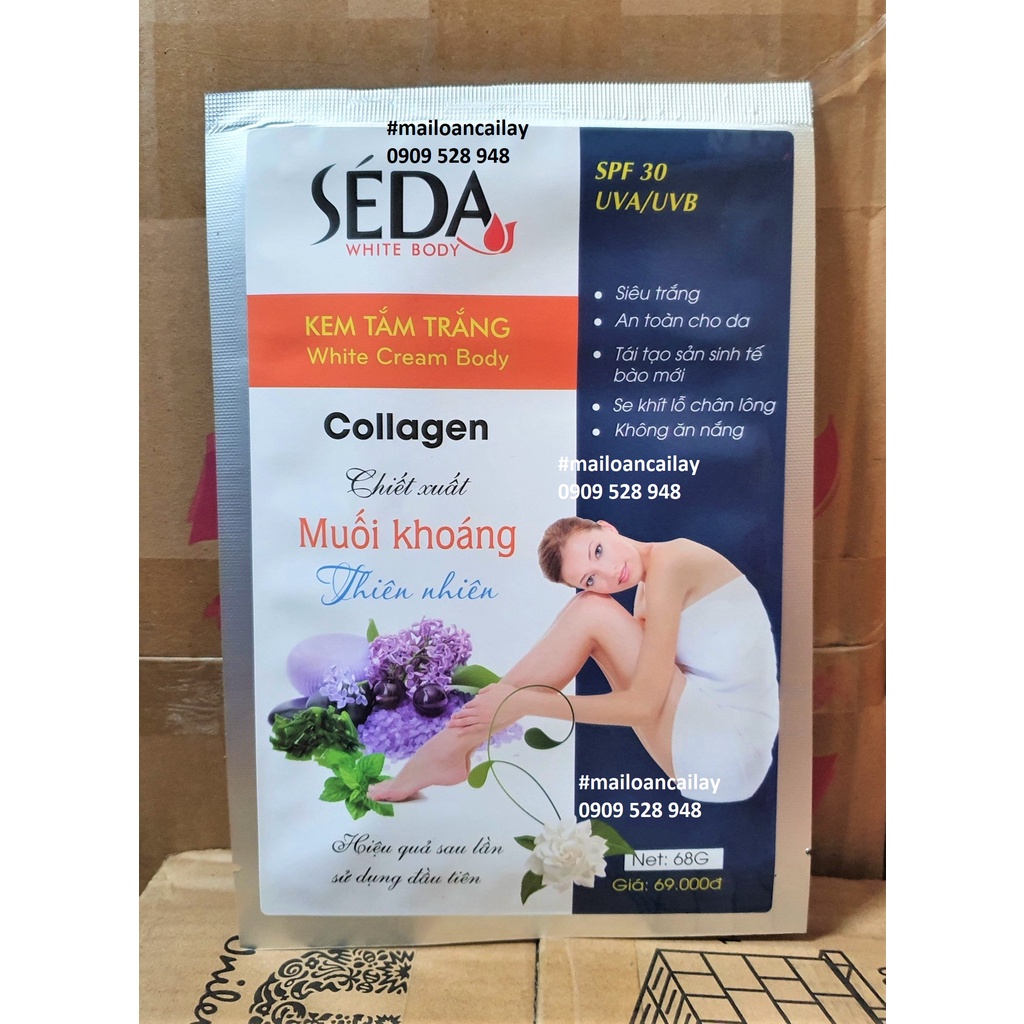 #mailoancailay
0909 528 948
SÉDA
WHITE BODY
KEM TẮM TRẮNG
White Cream Body
Collagen
Chiết xuất
Muối khoáng
Thiên nhiên
Hiệu quả sau lần
sử dụng đầu tiên
SPF 30
UVA/UVB
• Siêu trắng
• An toàn cho da
• Tái tạo sản sinh tế
bào mới
• Se khít lỗ chân lông
• Không ăn nắng
#mailoancailay
0909 528 948
#mailoancailay
0909 528 948
Net: 68G
Giá: 69.000đ